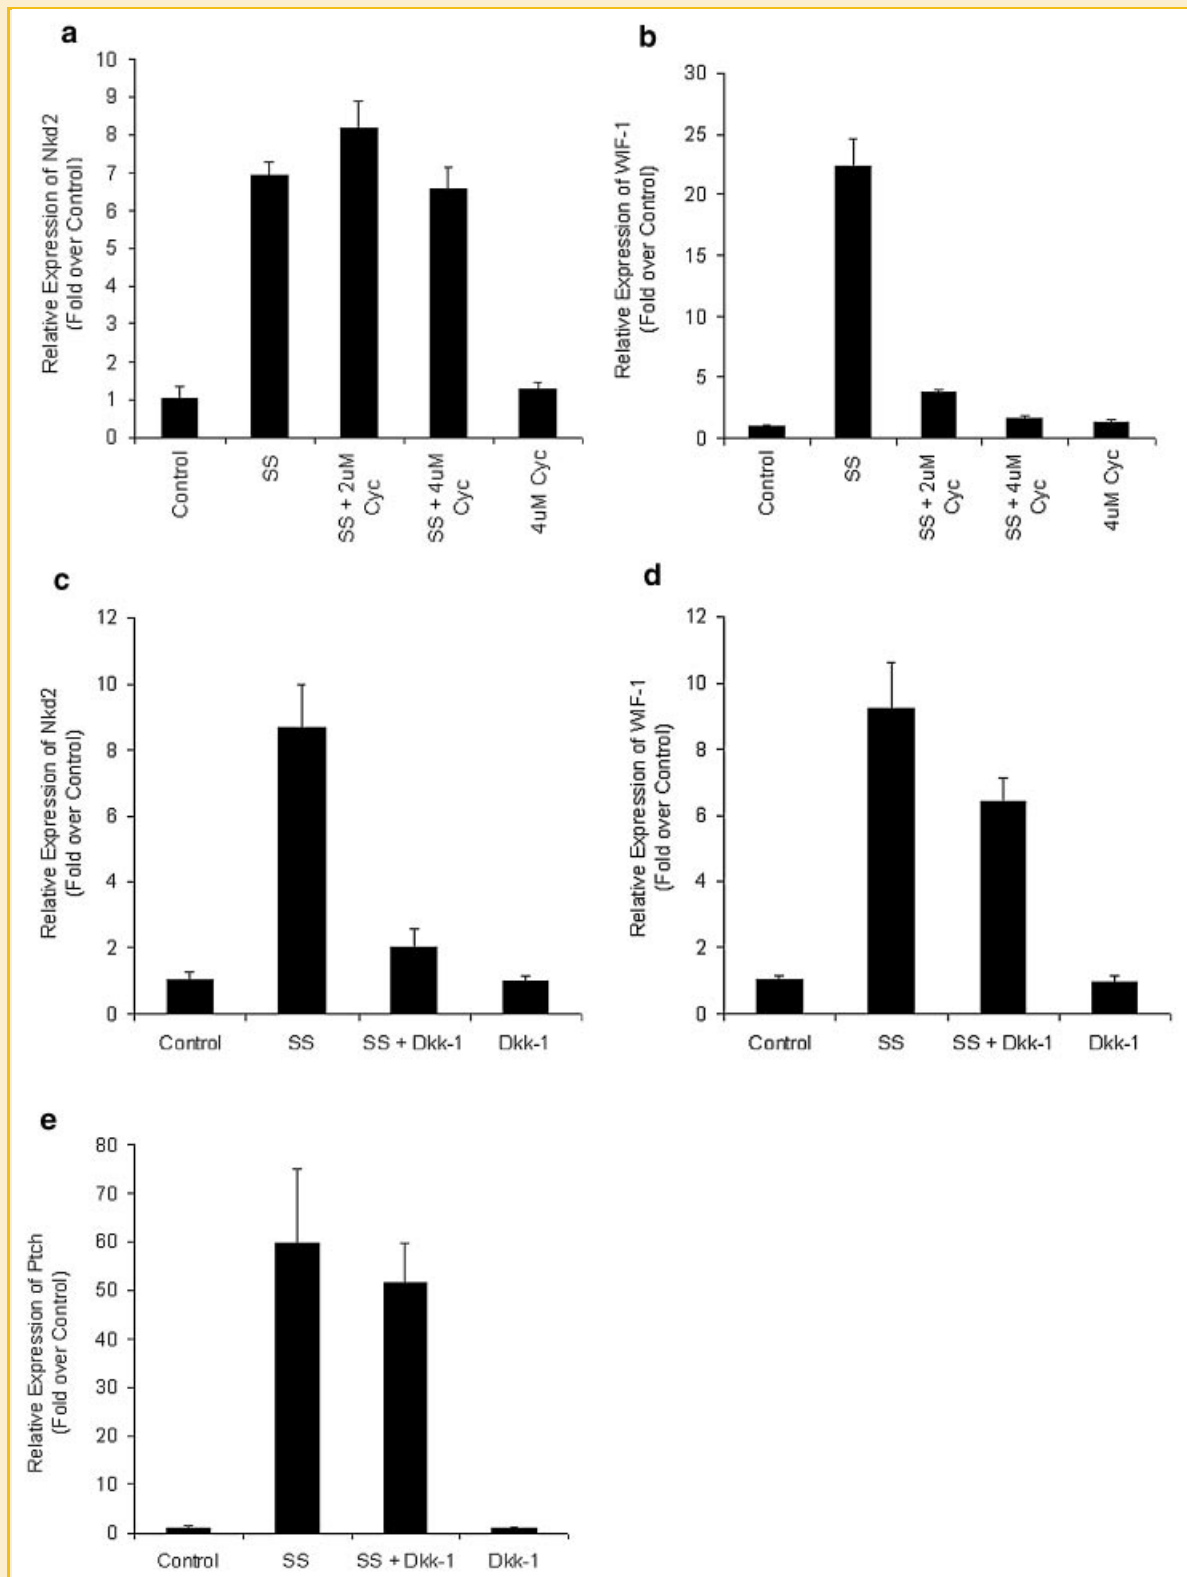 a
Relative Expression of Nkd2
(Fold over Control)
10
9
8
7
6
5
4
3
2
1
0
Control
SS
SS + 2uM
Cyc
SS + 4uM
Cyc
4uM Cyc
b
Relative Expression of WIF-1
(Fold over Control)
30
25
20
15
10
5
0
Control
SS
SS + 2uM
Cyc
SS + 4uM
Cyc
4uM Cyc
c
Relative Expression of Nkd2
(Fold over Control)
12
10
8
6
4
2
0
Control
SS
SS + Dkk-1
Dkk-1
d
Relative Expression of WIF-1
(Fold over Control)
12
10
8
6
4
2
0
Control
SS
SS + Dkk-1
Dkk-1
e
Relative Expression of Ptch
(Fold over Control)
80
70
60
50
40
30
20
10
0
Control
SS
SS + Dkk-1
Dkk-1